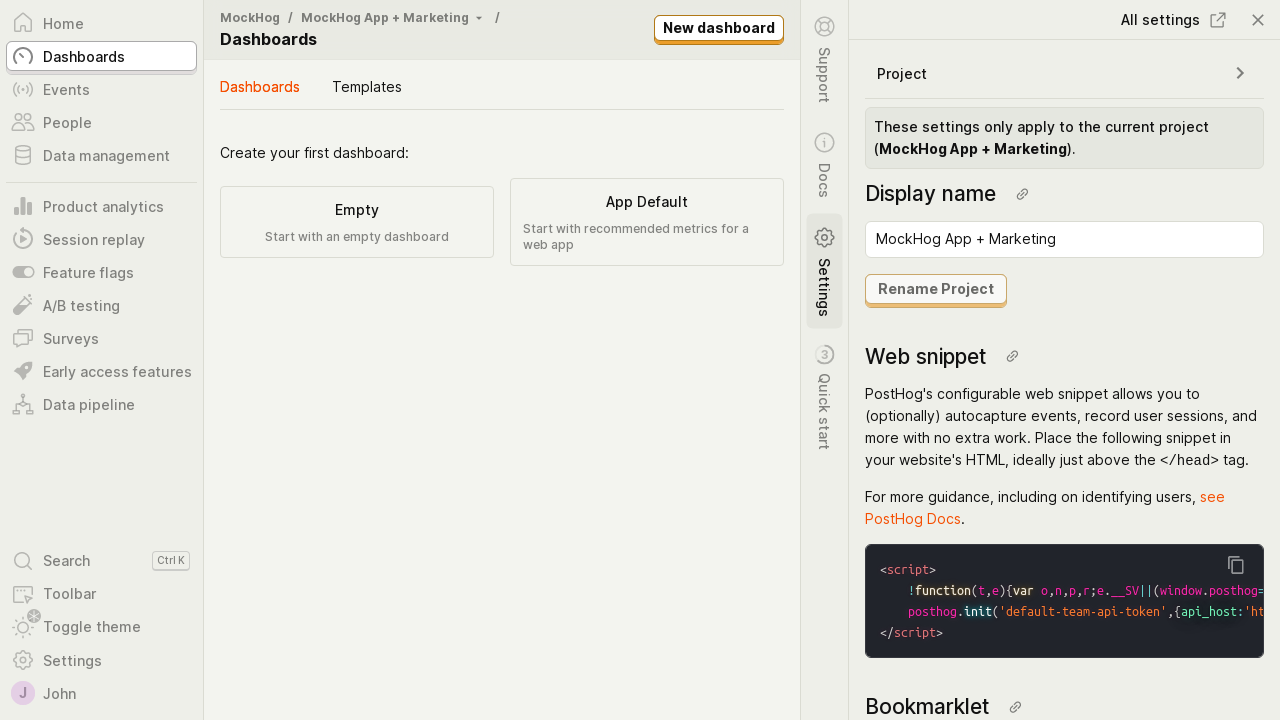 Home
Dashboards
Events
People
Data management
Product analytics
Session replay
Feature flags
A/B testing
Surveys
Early access features
Data pipeline
Search
Ctrl K
Toolbar
Toggle theme
Settings
J
John
MockHog / MockHog App + Marketing /
Dashboards
New dashboard
Dashboards
Templates
Create your first dashboard:
Empty
Start with an empty dashboard
App Default
Start with recommended metrics for a
web app
Support
Docs
Settings
3
Quick start
All settings
Project
These settings only apply to the current project
(MockHog App + Marketing).
Display name
MockHog App + Marketing
Rename Project
Web snippet
PostHog's configurable web snippet allows you to
(optionally) autocapture events, record user sessions, and
more with no extra work. Place the following snippet in
your website's HTML, ideally just above the </head> tag.
For more guidance, including on identifying users, see
PostHog Docs.
<script>
!function(t,e){var o,n,p,r;e.__SV||(window.posthog=
posthog.init('default-team-api-token',{api_host:'ht
</script>
Bookmarklet